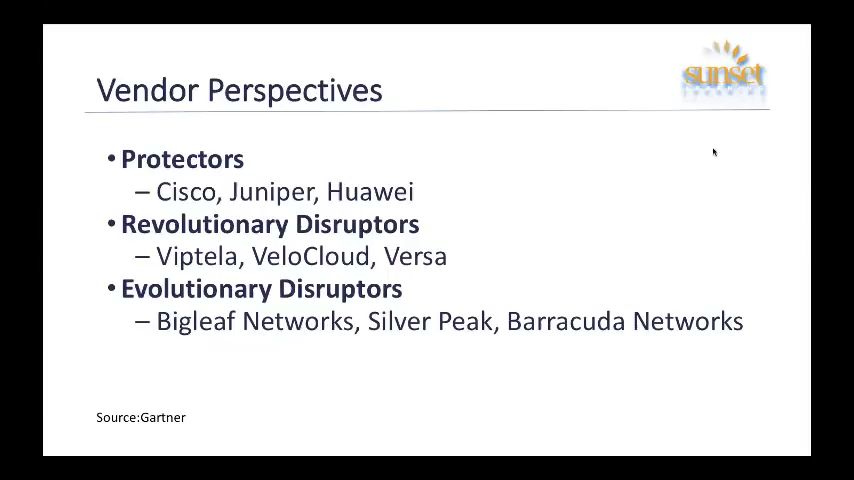 sunset
Vendor Perspectives
• Protectors
– Cisco, Juniper, Huawei
• Revolutionary Disruptors
– Viptela, VeloCloud, Versa
• Evolutionary Disruptors
– Bigleaf Networks, Silver Peak, Barracuda Networks
Source:Gartner